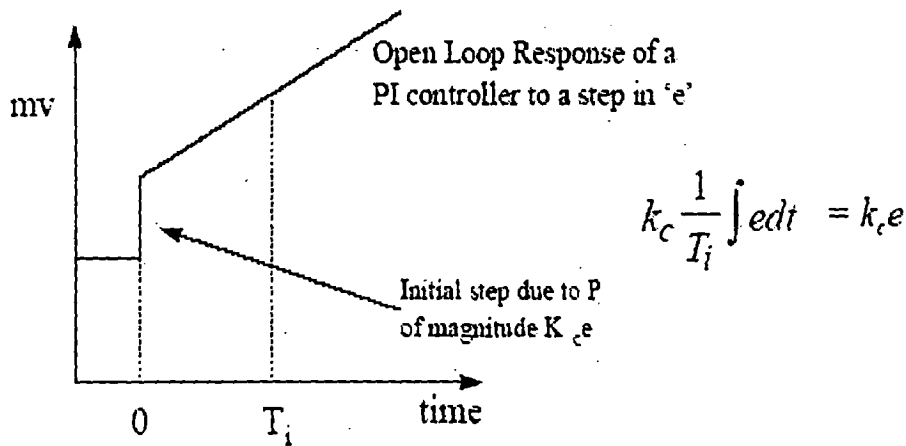 Open Loop Response of a
PI controller to a step in ‘e’
mv
k_c 1/T_i ∫ edt = k_c e
Initial step due to P
of magnitude K_c e
0 T_i time